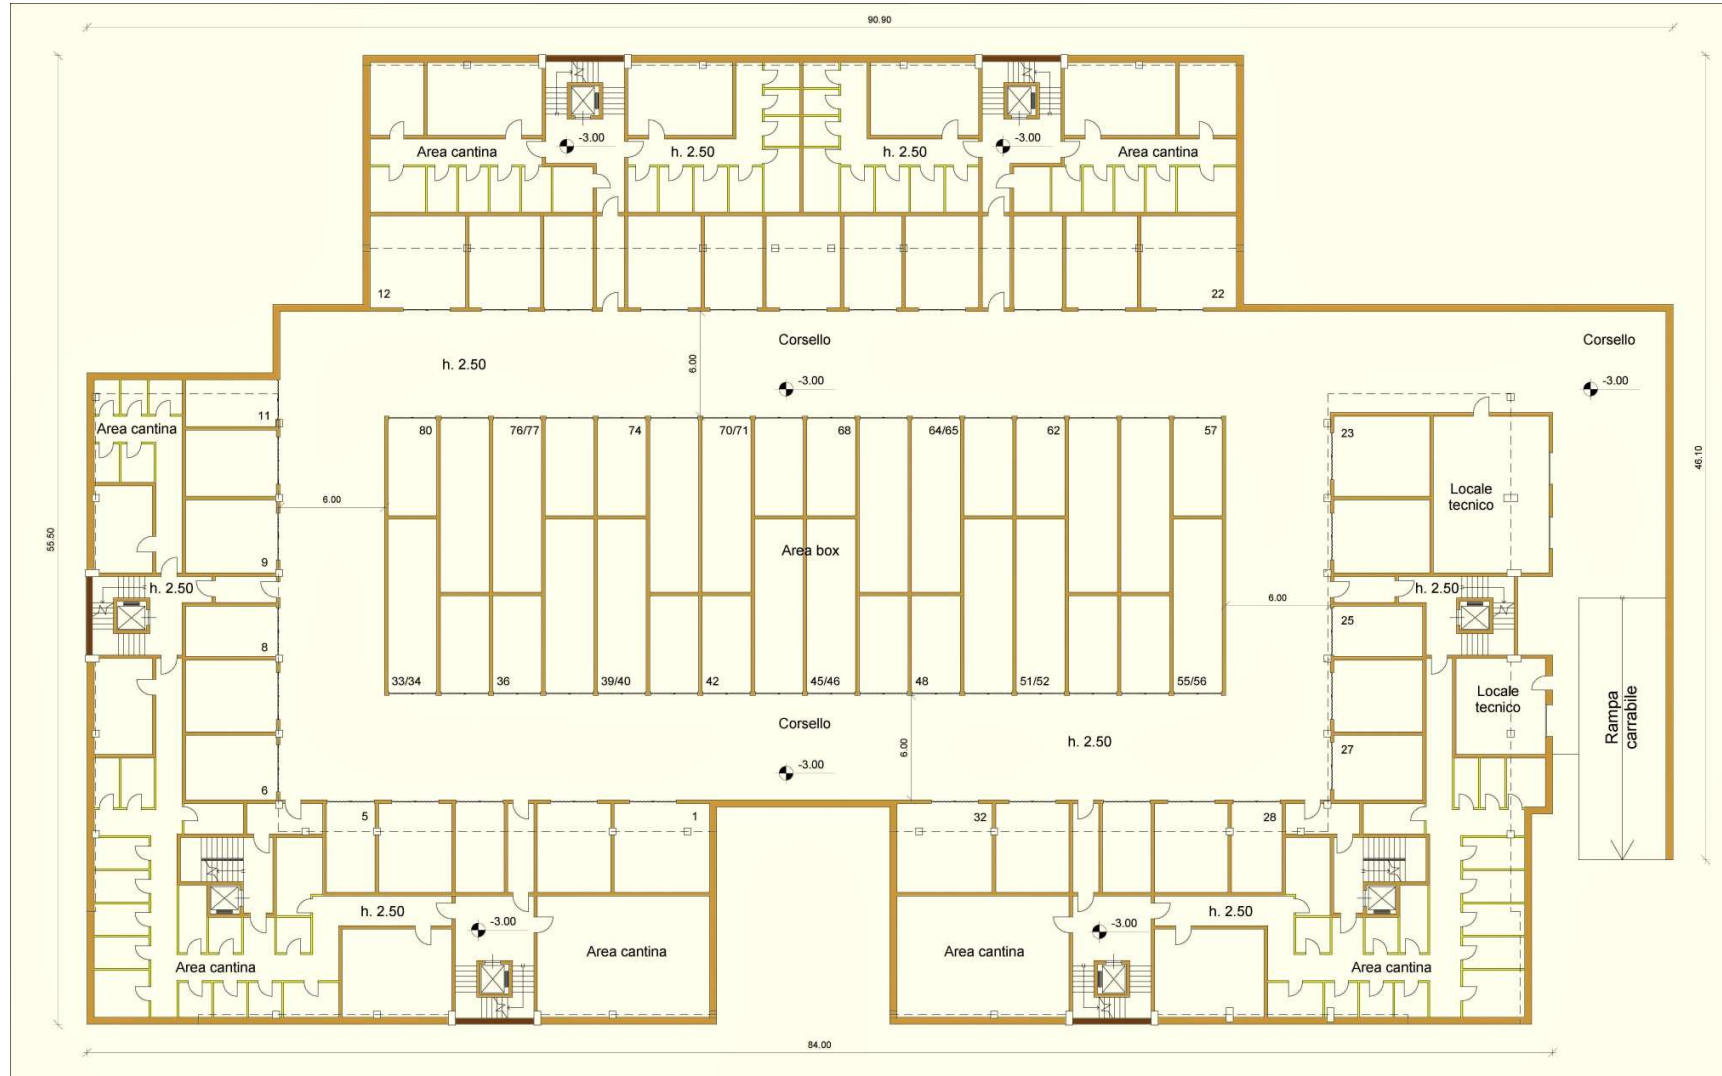 90.90
-3.00
-3.00
Area cantina
h. 2.50
h. 2.50
Area cantina
12
22
Corsello
Corsello
h. 2.50
6.00
-3.00
-3.00
11
Area cantina
80
76/77
74
70/71
68
64/65
62
57
23
46.10
6.00
Locale
tecnico
55.50
Area box
9
h. 2.50
h. 2.50
6.00
25
8
33/34
36
39/40
42
45/46
48
51/52
55/56
Locale
tecnico
Rampa
carrabile
Corsello
h. 2.50
6.00
27
-3.00
6
5
1
32
28
h. 2.50
-3.00
-3.00
h. 2.50
Area cantina
Area cantina
Area cantina
Area cantina
84.00